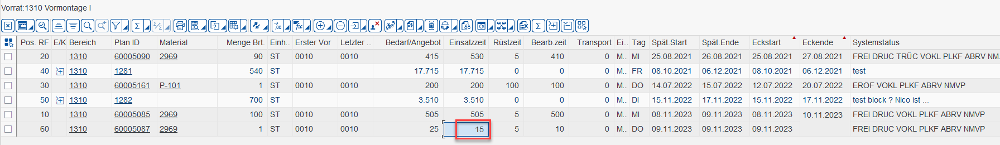 Vorrat:1310 Vormontage I
Pos. RF E/K Bereich Plan ID Material Menge Brt. Einh... Erster Vor Letzter ... Bedarf/Angebot Einsatzzeit Rüstzeit Bearb.zeit Transport Ei... Tag Spät.Start Spät.Ende Eckstart Eckende Systemstatus
20 1310 60005090 2969 90 ST 0010 0010 415 530 5 410 0 M... MI 25.08.2021 26.08.2021 25.08.2021 27.08.2021 FREI DRUC TRÜC VOKL PLKF ABRV NM...
40 1310 1281 540 ST 17.715 17.715 0 0 0 M... FR 08.10.2021 06.12.2021 08.10.2021 06.12.2021 test
30 1310 60005161 P-101 1 ST 0010 0010 200 200 100 100 0 M... DO 14.07.2022 15.07.2022 12.07.2022 20.07.2022 EROF VOKL PLKF ABRV NMVP
50 1310 1282 700 ST 3.510 3.510 0 0 0 M... DI 15.11.2022 17.11.2022 15.11.2022 17.11.2022 test block ? Nico ist ...
10 1310 60005085 2969 100 ST 0010 0010 505 505 5 500 0 M... MI 08.11.2023 09.11.2023 08.11.2023 10.11.2023 FREI DRUC VOKL PLKF ABRV NMVP
60 1310 60005087 2969 1 ST 0010 0010 25 15 5 10 0 M... DO 09.11.2023 09.11.2023 09.11.2023 FREI DRUC VOKL PLKF ABRV NMVP